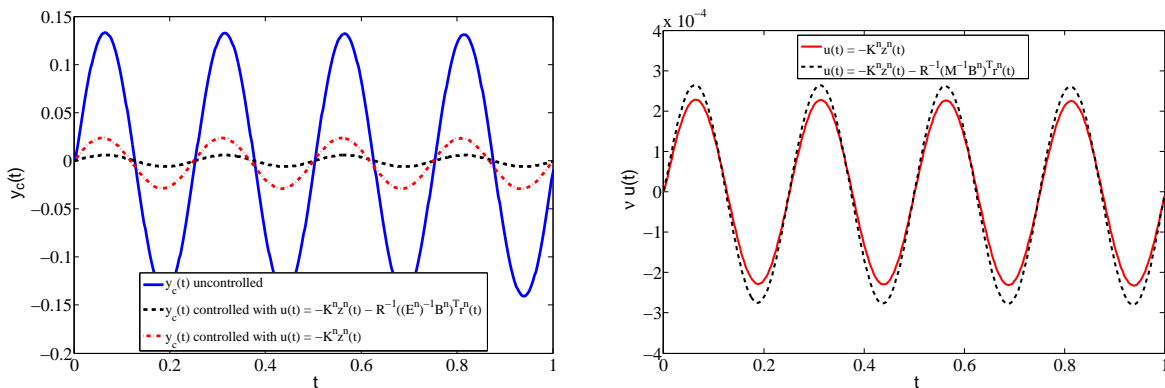 0.15
0.1
0.05
0
−0.05
−0.1
−0.15
−0.2
y_c(t)
y_c(t) uncontrolled
y_c(t) controlled with u(t) = −K^n z^n(t) − R^{−1}((E^n)^{−1}B^n)^T r^n(t)
y_c(t) controlled with u(t) = −K^n z^n(t)
0 0.2 0.4 0.6 0.8 1
t
x 10^{−4}
4
3
2
1
0
−1
−2
−3
−4
ν u(t)
u(t) = −K^n z^n(t)
u(t) = −K^n z^n(t) − R^{−1}(M^{−1}B^n)^T r^n(t)
0 0.2 0.4 0.6 0.8 1
t